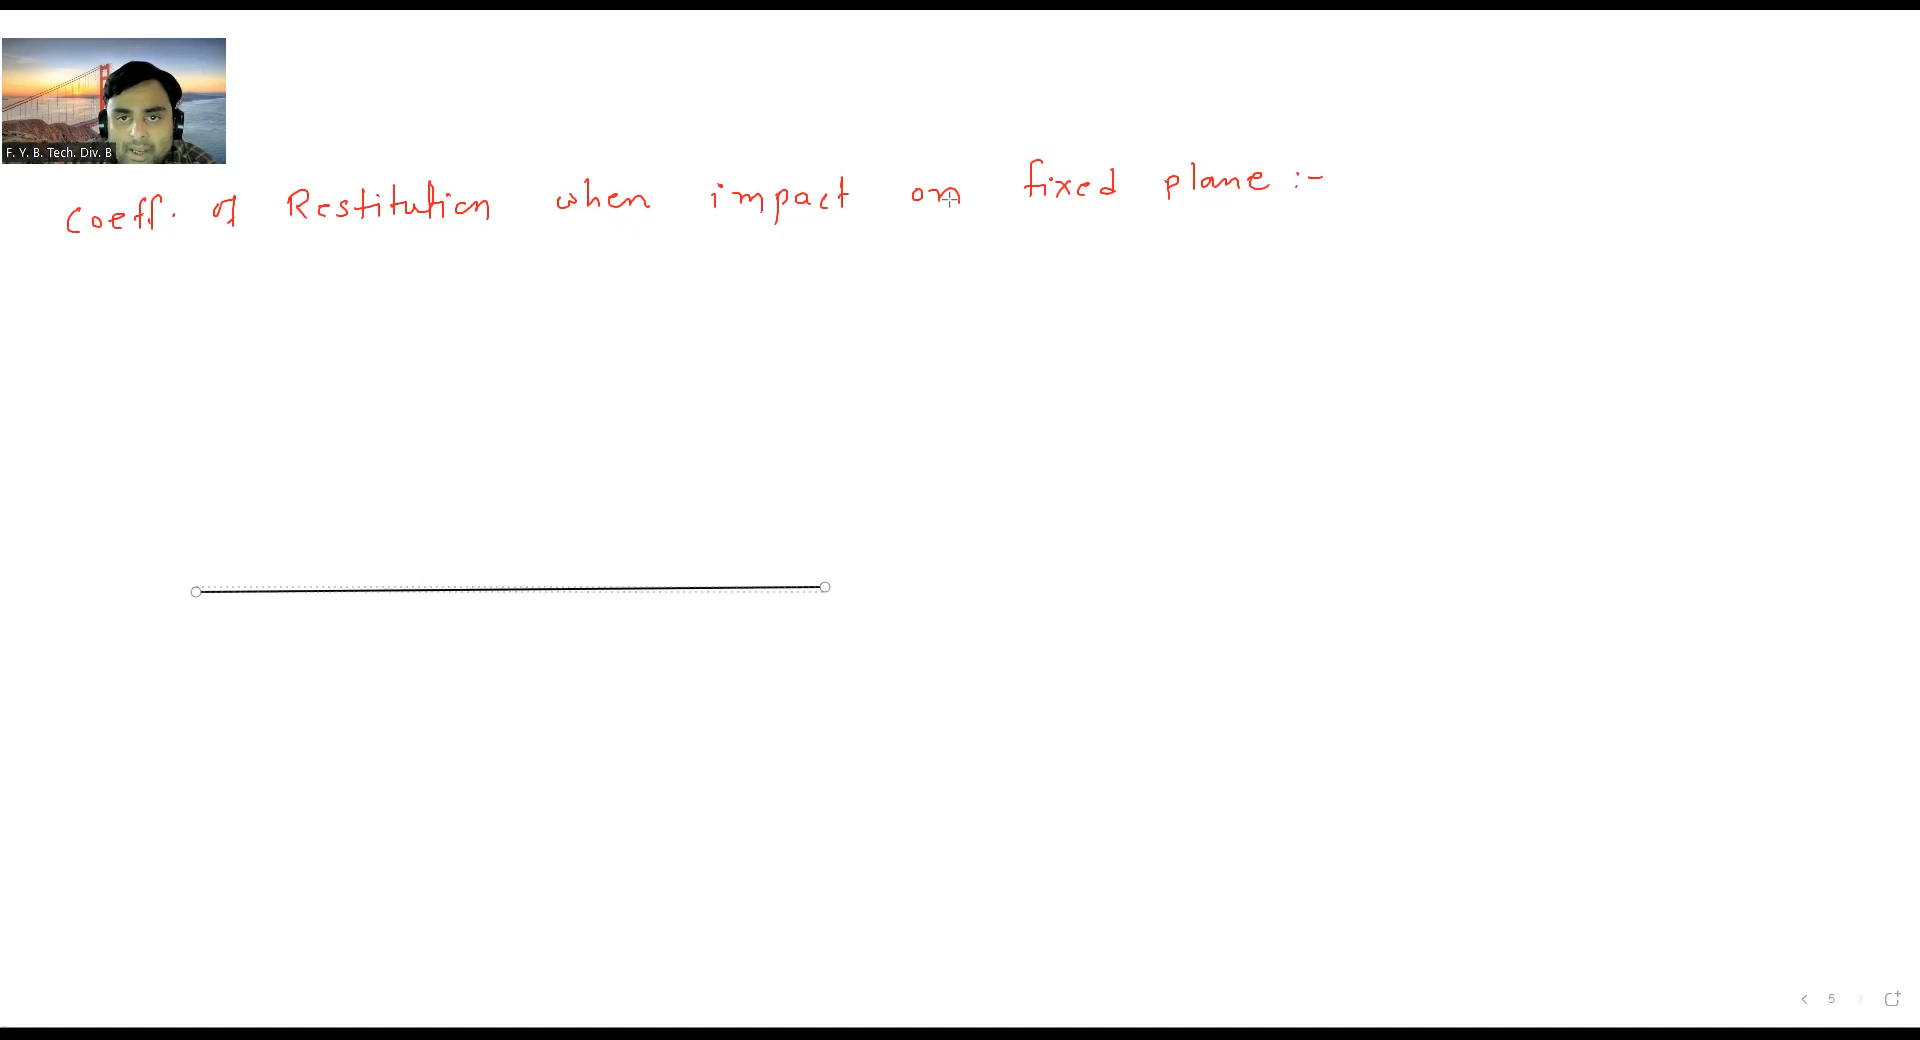 F. Y. B. Tech. Div. B
Coeff. of Restitution when impact on fixed plane :-
5